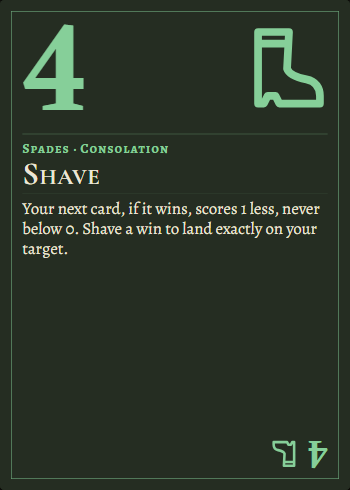 4
Spades · Consolation
Shave
Your next card, if it wins, scores 1 less, never
below 0. Shave a win to land exactly on your
target.
4